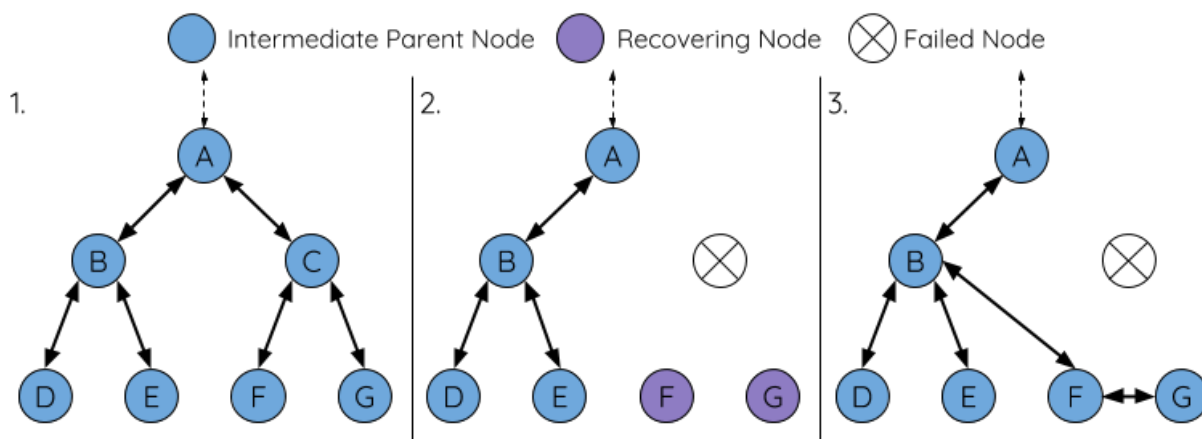 Intermediate Parent Node Recovering Node Failed Node
1. 2. 3.
A A A
B C B B
D E F G D E F G D E F G